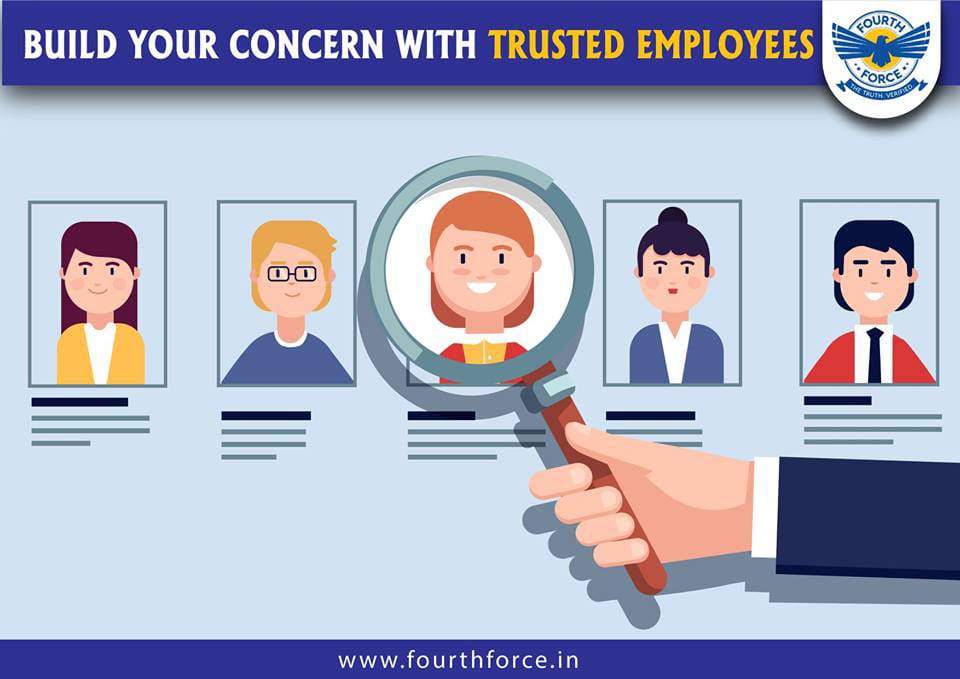 BUILD YOUR CONCERN WITH TRUSTED EMPLOYEES
FOURTH
FORCE
THE TRUTH. VERIFIED
www.fourthforce.in